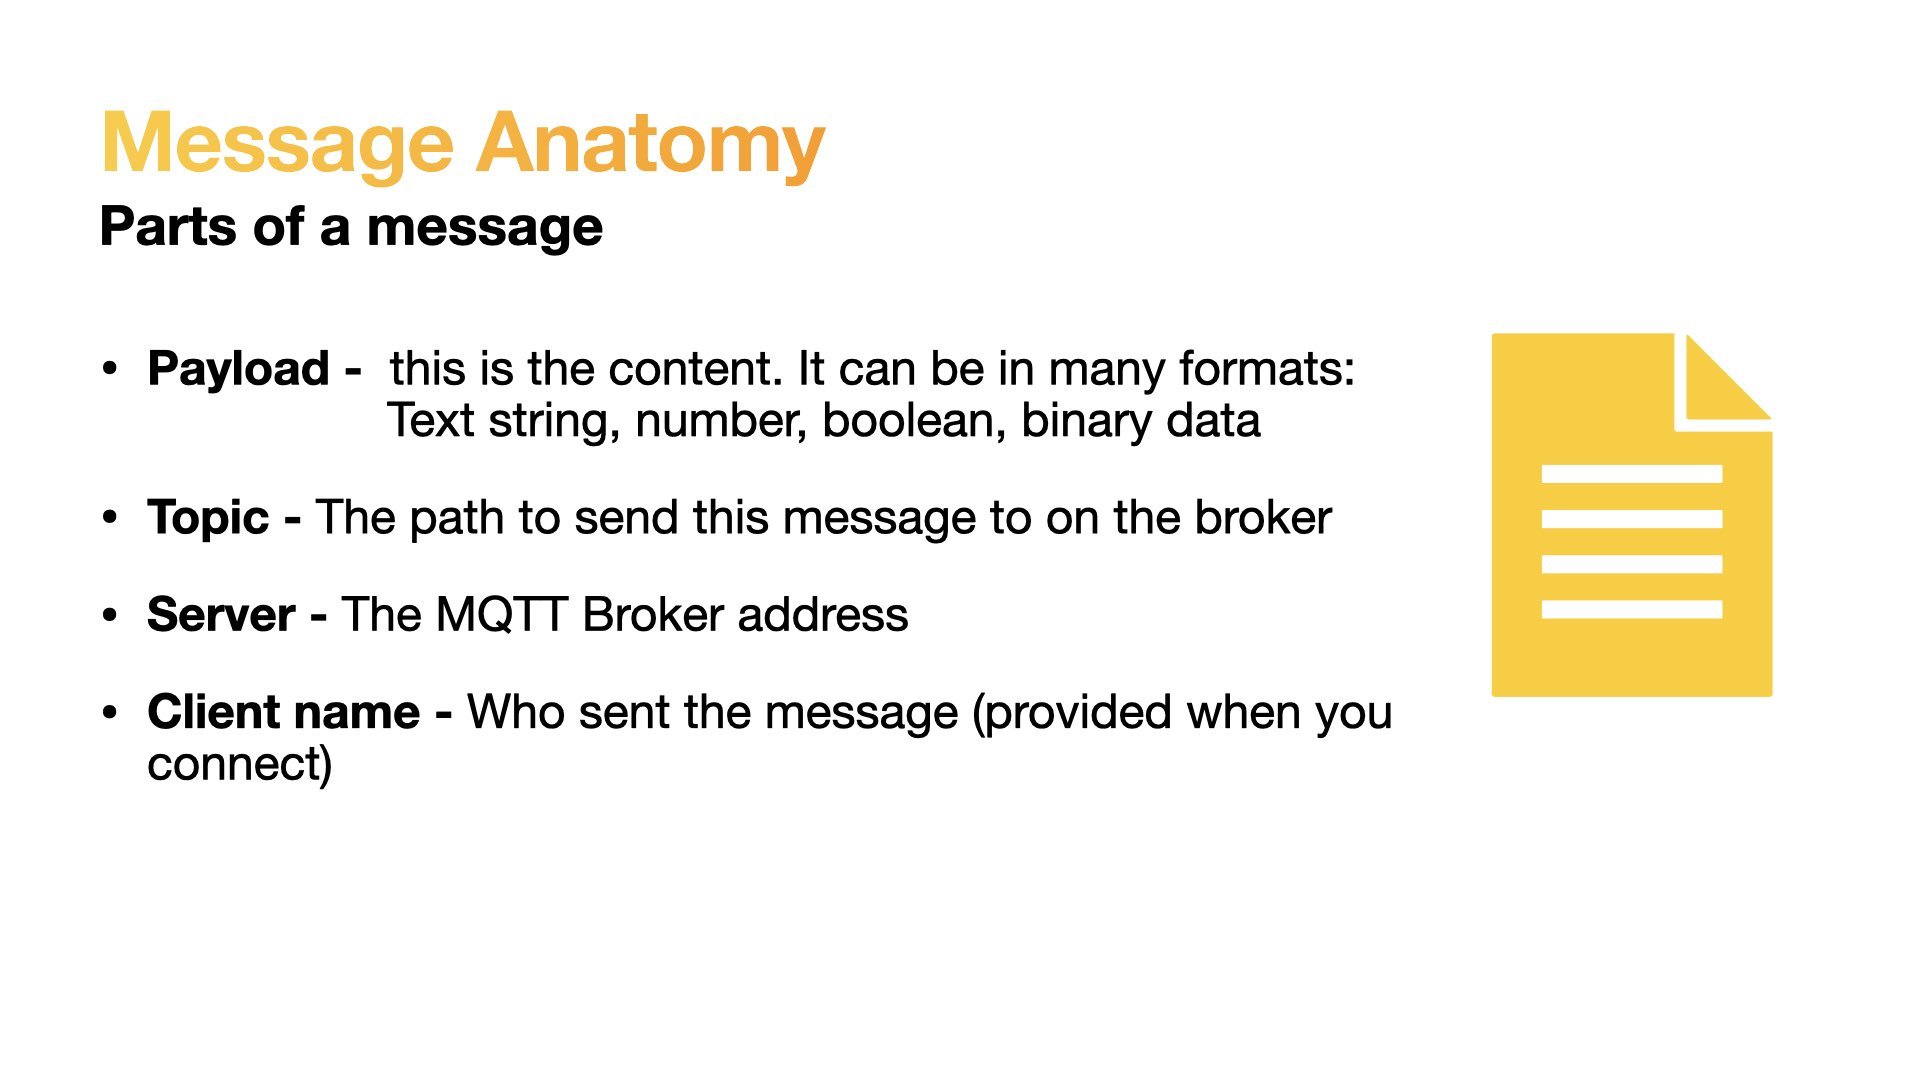 Message Anatomy
Parts of a message
• Payload -  this is the content. It can be in many formats:
Text string, number, boolean, binary data
• Topic - The path to send this message to on the broker
• Server - The MQTT Broker address
• Client name - Who sent the message (provided when you
connect)